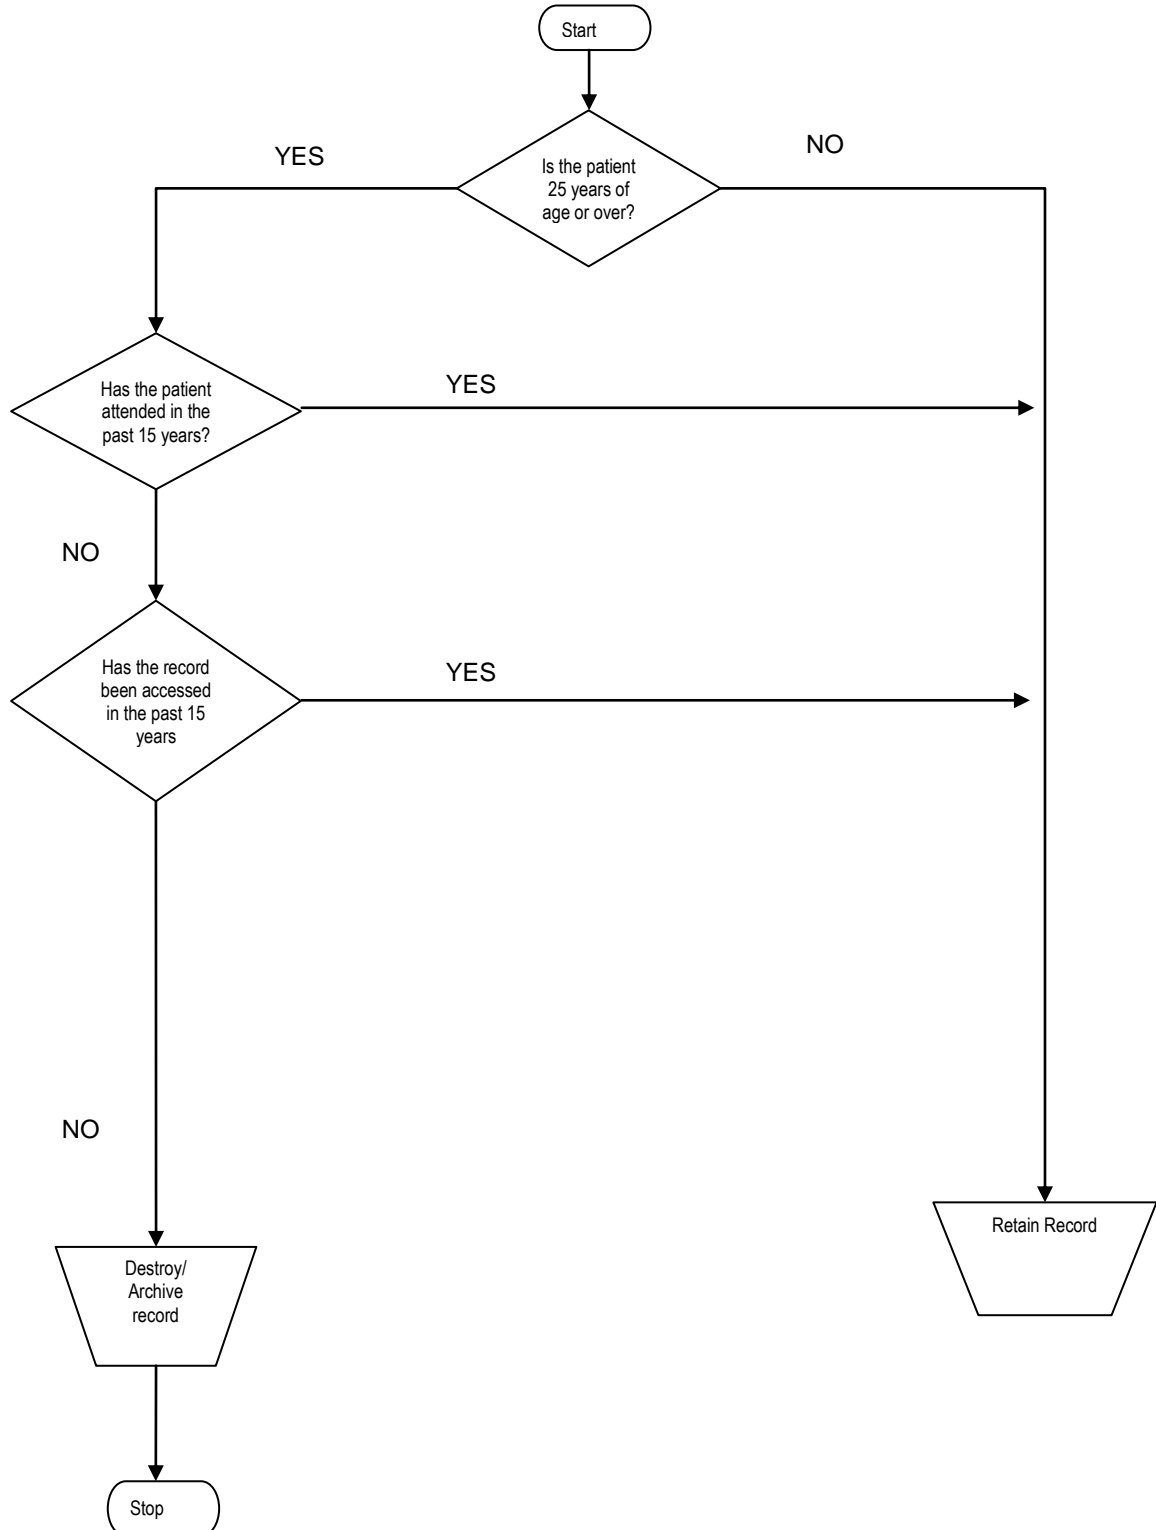 Start
YES
NO
Is the patient
25 years of
age or over?
Has the patient
attended in the
past 15 years?
YES
NO
Has the record
been accessed
in the past 15
years
YES
NO
Retain Record
Destroy/
Archive
record
Stop